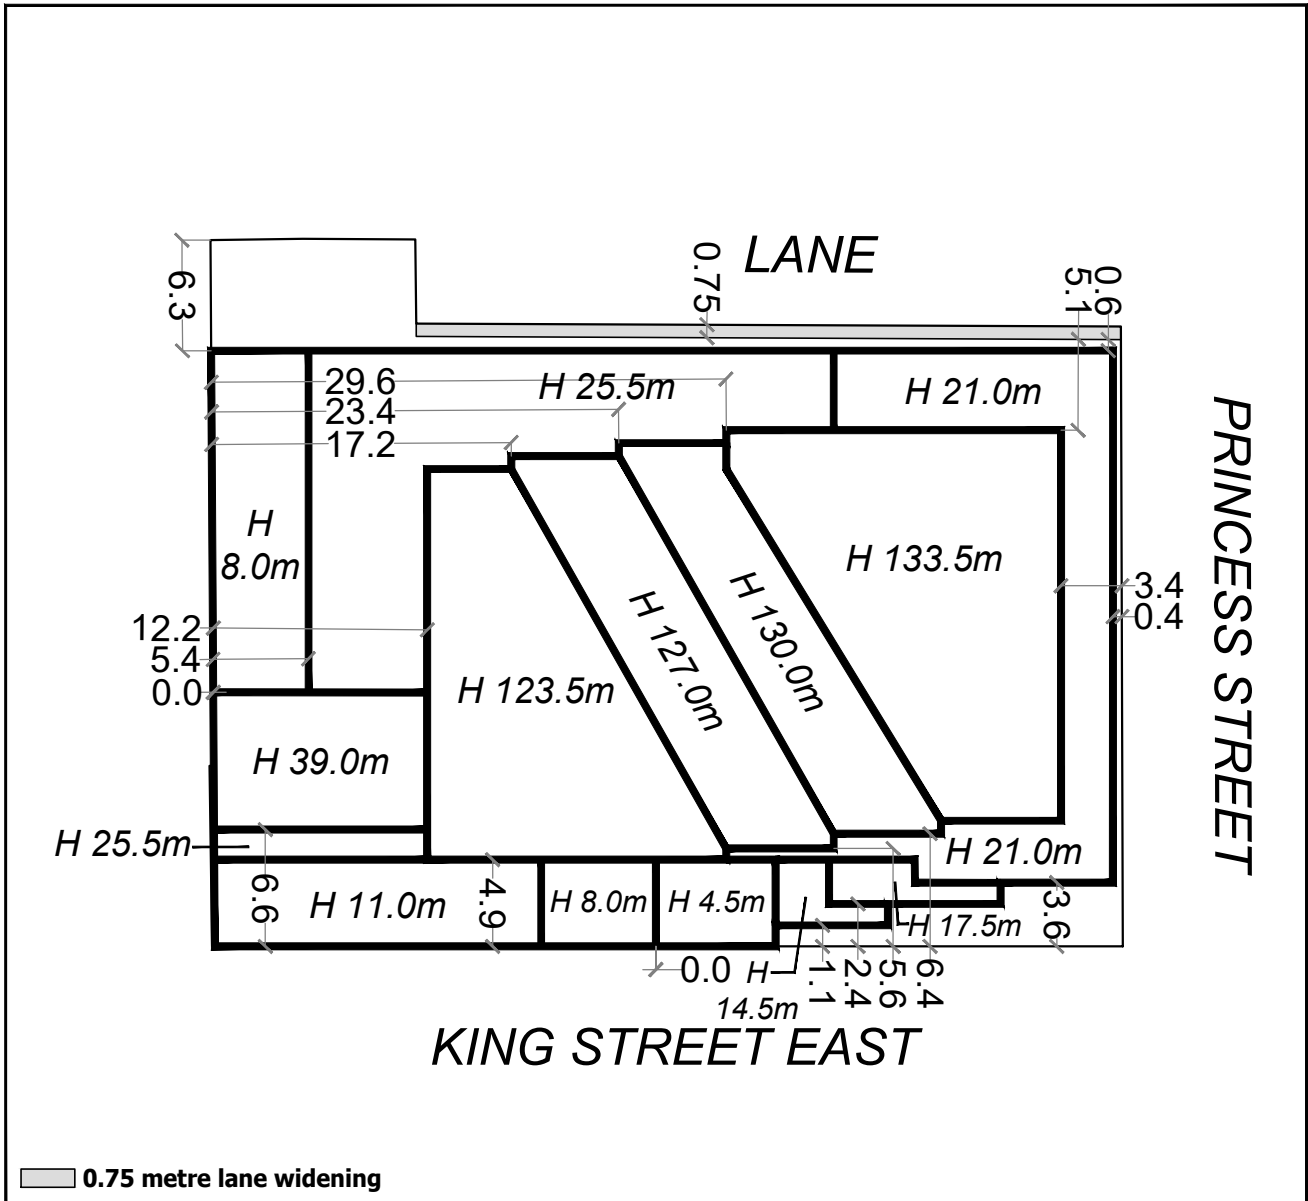 LANE
6.3
0.75
5.1
0.6
29.6
H 25.5m
H 21.0m
23.4
17.2
H
8.0m
H 133.5m
PRINCESS STREET
3.4
0.4
12.2
5.4
0.0
H 127.0m
H 130.0m
H 123.5m
H 39.0m
H 25.5m
H 21.0m
6.6
H 11.0m
4.9
H 8.0m
H 4.5m
H 17.5m
3.6
0.0
H
14.5m
1.1
2.4
5.6
6.4
KING STREET EAST
0.75 metre lane widening